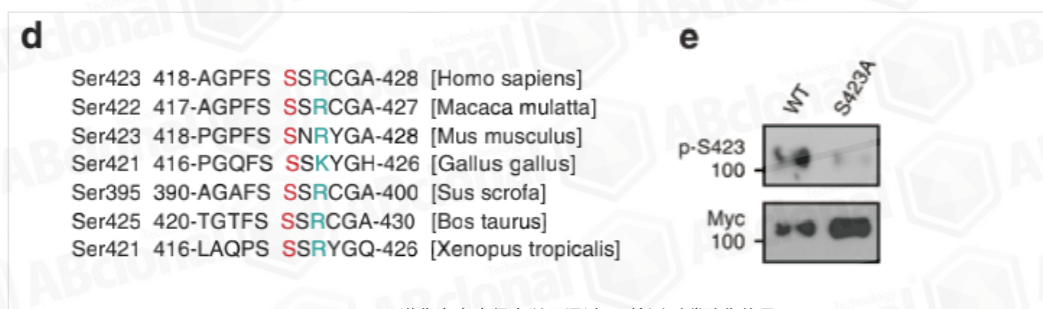 d
Ser423 418-AGPFS SSRCGA-428 [Homo sapiens]
Ser422 417-AGPFS SSRCGA-427 [Macaca mulatta]
Ser423 418-PGPFS SNRYGA-428 [Mus musculus]
Ser421 416-PGQFS SSKYGH-426 [Gallus gallus]
Ser395 390-AGAFS SSRCGA-400 [Sus scrofa]
Ser425 420-TGTFS SSRCGA-430 [Bos taurus]
Ser421 416-LAQPS SSRYGQ-426 [Xenopus tropicalis]
e
WT S423A
p-S423
100
Myc
100
ABclonal
Technology